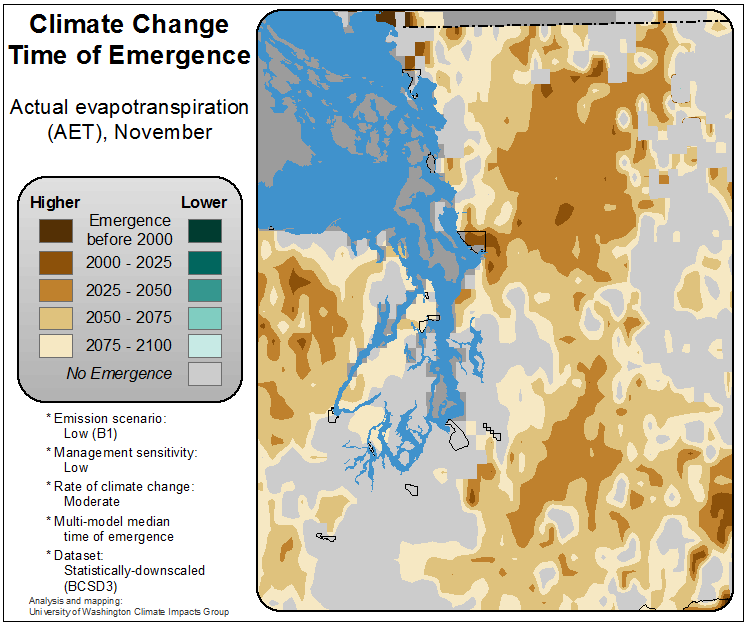 Climate Change
Time of Emergence
Actual evapotranspiration
(AET), November
Higher Lower
Emergence
before 2000
2000 - 2025
2025 - 2050
2050 - 2075
2075 - 2100
No Emergence
* Emission scenario:
Low (B1)
* Management sensitivity:
Low
* Rate of climate change:
Moderate
* Multi-model median
time of emergence
* Dataset:
Statistically-downscaled
(BCSD3)
Analysis and mapping:
University of Washington Climate Impacts Group